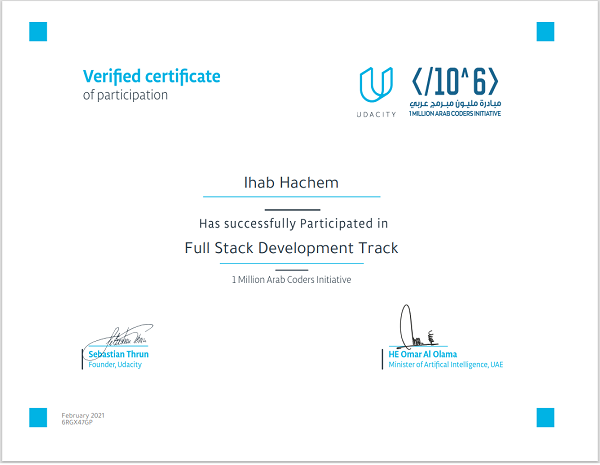 Verified certificate
of participation
UDACITY
</10^6>
مبادرة مليون مبرمج عربي
1 MILLION ARAB CODERS INITIATIVE
Ihab Hachem
Has successfully Participated in
Full Stack Development Track
1 Million Arab Coders Initiative
Sebastian Thrun
Founder, Udacity
HE Omar Al Olama
Minister of Artifical Intelligence, UAE
February 2021
6RGX47GP